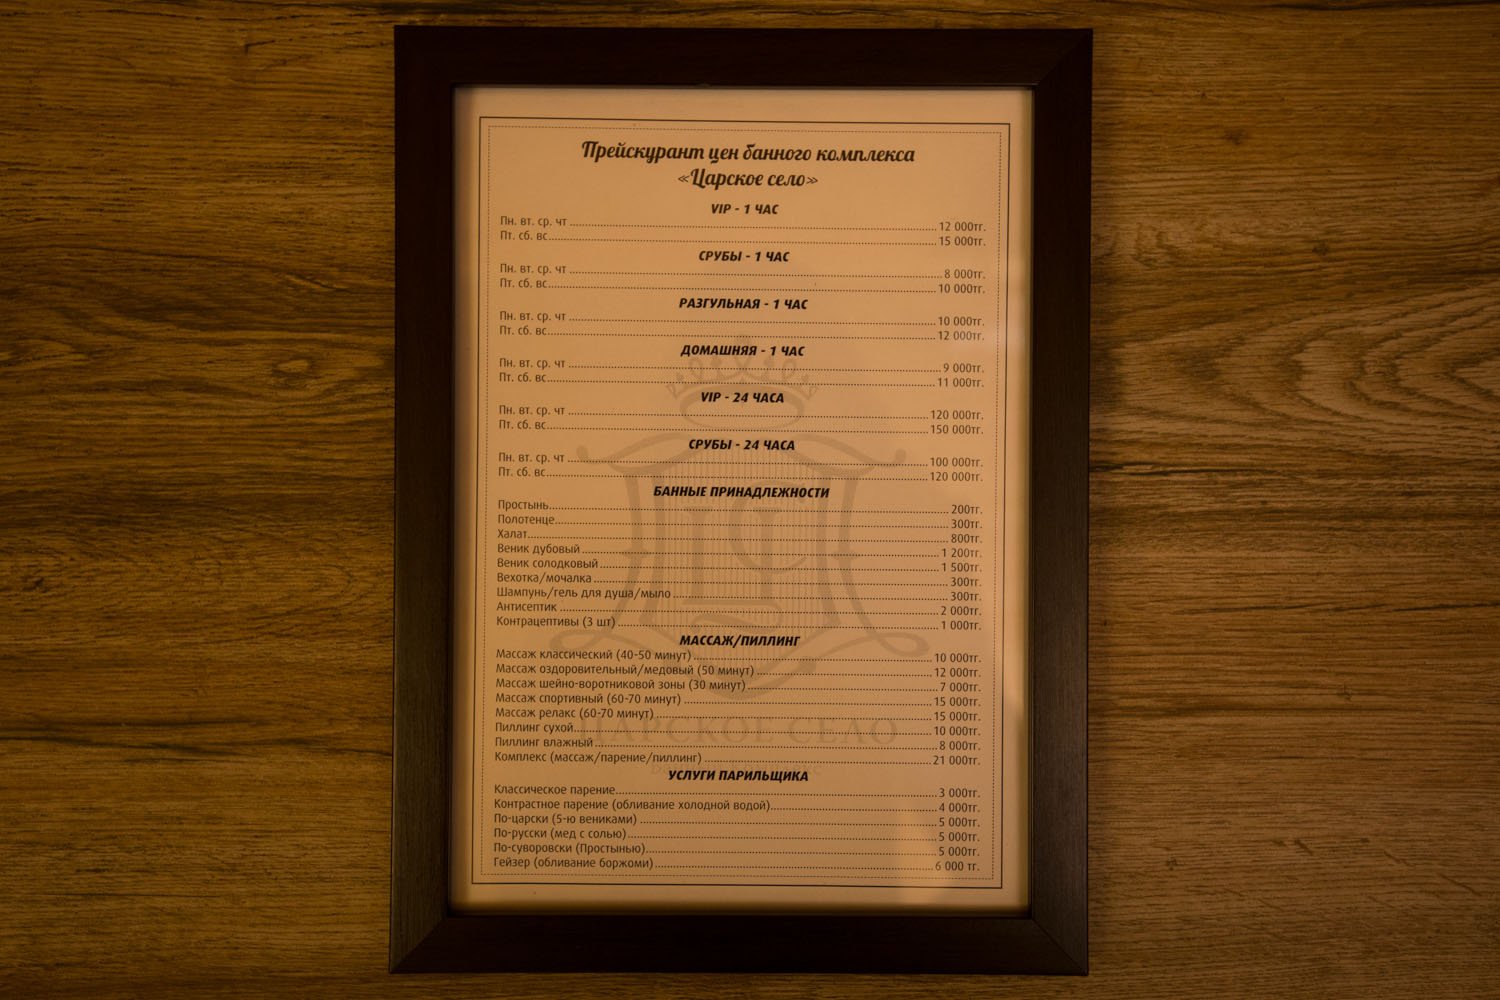 Прейскурант цен банного комплекса
«Царское село»
VIP - 1 ЧАС
Пн. вт. ср. чт 12 000тг.
Пт. сб. вс. 15 000тг.
СРУБЫ - 1 ЧАС
Пн. вт. ср. чт 8 000тг.
Пт. сб. вс. 10 000тг.
РАЗГУЛЬНАЯ - 1 ЧАС
Пн. вт. ср. чт 10 000тг.
Пт. сб. вс. 12 000тг.
ДОМАШНЯЯ - 1 ЧАС
Пн. вт. ср. чт 9 000тг.
Пт. сб. вс. 11 000тг.
VIP - 24 ЧАСА
Пн. вт. ср. чт 120 000тг.
Пт. сб. вс. 150 000тг.
СРУБЫ - 24 ЧАСА
Пн. вт. ср. чт 100 000тг.
Пт. сб. вс 120 000тг.
БАННЫЕ ПРИНАДЛЕЖНОСТИ
Простынь 200тг.
Полотенце 300тг.
Халат 800тг.
Веник дубовый 1 200тг.
Веник солодковый 1 500тг.
Вехотка/мочалка 300тг.
Шампунь/гель для душа/мыло 300тг.
Антисептик 2 000тг.
Контрацептивы (3 шт) 1 000тг.
МАССАЖ/ПИЛЛИНГ
Массаж классический (40-50 минут) 10 000тг.
Массаж оздоровительный/медовый (50 минут) 12 000тг.
Массаж шейно-воротниковой зоны (30 минут) 7 000тг.
Массаж спортивный (60-70 минут) 15 000тг.
Массаж релакс (60-70 минут) 15 000тг.
Пиллинг сухой 10 000тг.
ЦАРСКОЕ СЕЛО
Пиллинг влажный 8 000тг.
Комплекс (массаж/парение/пиллинг) 21 000тг.
УСЛУГИ ПАРИЛЬЩИКА
Классическое парение 3 000тг.
Контрастное парение (обливание холодной водой) 4 000тг.
По-царски (5-ю вениками) 5 000тг.
По-русски (мед с солью) 5 000тг.
По-суворовски (Простынью) 5 000тг.
Гейзер (обливание боржоми) 6 000 тг.